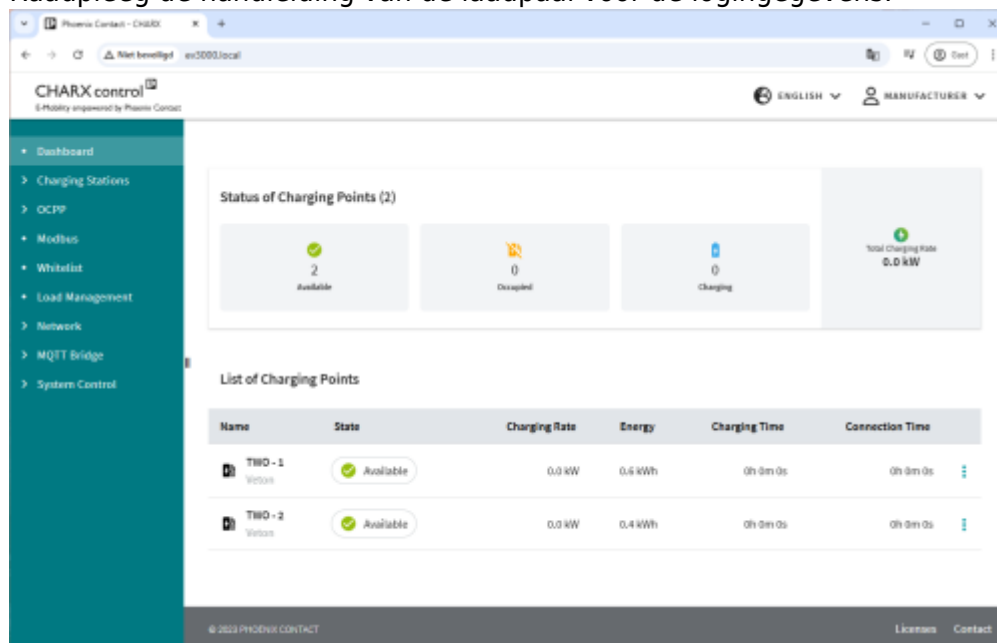 Raadpleeg de handleiding van de laadpaal voor de logingegevens.
Phoenix Contact - CHARX
Niet beveiligd ev3000.local
Gast
CHARX control
E-Mobility empowered by Phoenix Contact
ENGLISH MANUFACTURER
Dashboard
Charging Stations
OCPP
Modbus
Whitelist
Load Management
Network
MQTT Bridge
System Control
Status of Charging Points (2)
2
Available
0
Occupied
0
Charging
Total Charging Rate
0.0 kW
List of Charging Points
Name State Charging Rate Energy Charging Time Connection Time
TWO - 1 Available 0.0 kW 0.6 kWh 0h 0m 0s 0h 0m 0s
Veton
TWO - 2 Available 0.0 kW 0.4 kWh 0h 0m 0s 0h 0m 0s
Veton
© 2023 PHOENIX CONTACT Licenses Contact